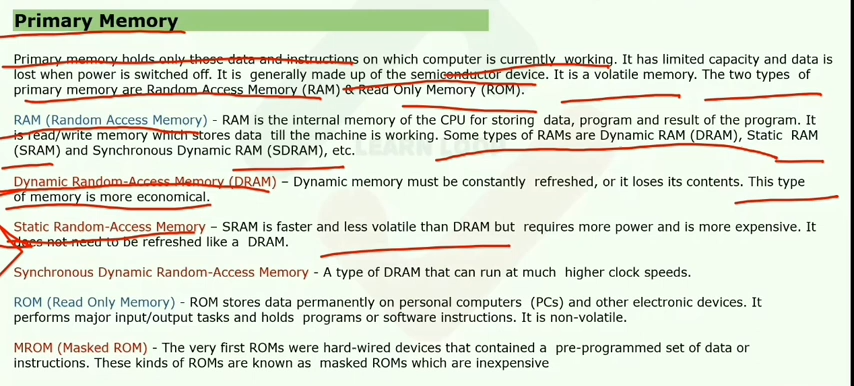 Primary Memory
Primary memory holds only those data and instructions on which computer is currently working. It has limited capacity and data is
lost when power is switched off. It is generally made up of the semiconductor device. It is a volatile memory. The two types of
primary memory are Random Access Memory (RAM) & Read Only Memory (ROM).
RAM (Random Access Memory) - RAM is the internal memory of the CPU for storing data, program and result of the program. It
is read/write memory which stores data till the machine is working. Some types of RAMs are Dynamic RAM (DRAM), Static RAM
(SRAM) and Synchronous Dynamic RAM (SDRAM), etc.
Dynamic Random-Access Memory (DRAM) – Dynamic memory must be constantly refreshed, or it loses its contents. This type
of memory is more economical.
Static Random-Access Memory – SRAM is faster and less volatile than DRAM but requires more power and is more expensive. It
does not need to be refreshed like a DRAM.
Synchronous Dynamic Random-Access Memory - A type of DRAM that can run at much higher clock speeds.
ROM (Read Only Memory) - ROM stores data permanently on personal computers (PCs) and other electronic devices. It
performs major input/output tasks and holds programs or software instructions. It is non-volatile.
MROM (Masked ROM) - The very first ROMs were hard-wired devices that contained a pre-programmed set of data or
instructions. These kinds of ROMs are known as masked ROMs which are inexpensive